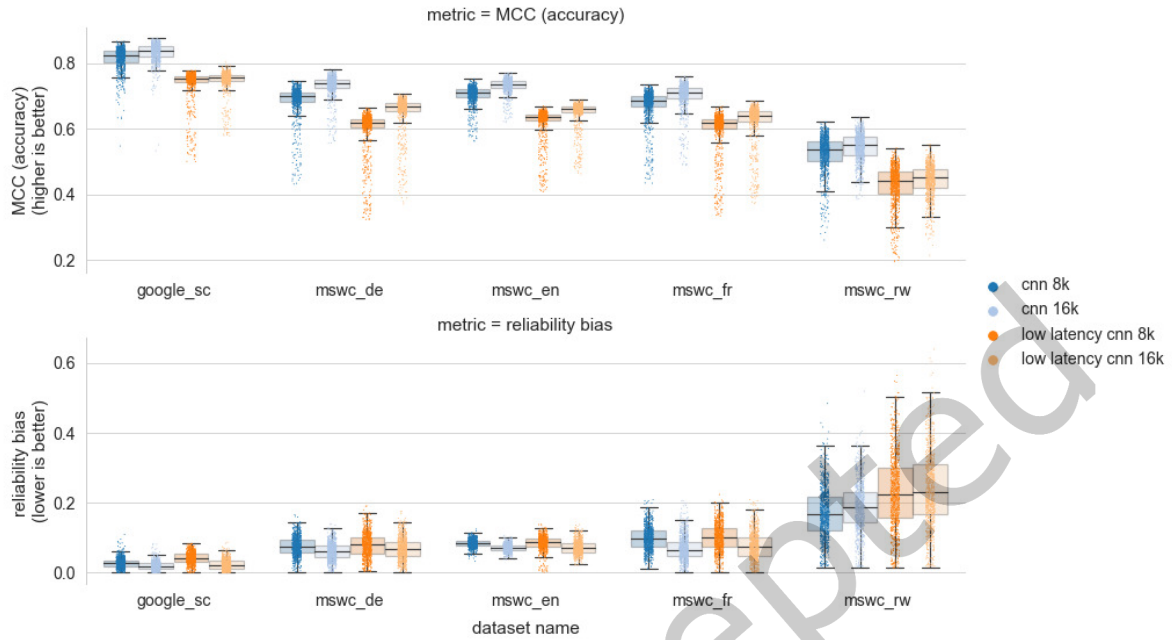 metric = MCC (accuracy)
MCC (accuracy)
(higher is better)
0.8
0.6
0.4
0.2
google_sc mswc_de mswc_en mswc_fr mswc_rw
metric = reliability bias
reliability bias
(lower is better)
0.6
0.4
0.2
0.0
google_sc mswc_de mswc_en mswc_fr mswc_rw
dataset name
cnn 8k
cnn 16k
low latency cnn 8k
low latency cnn 16k
epted